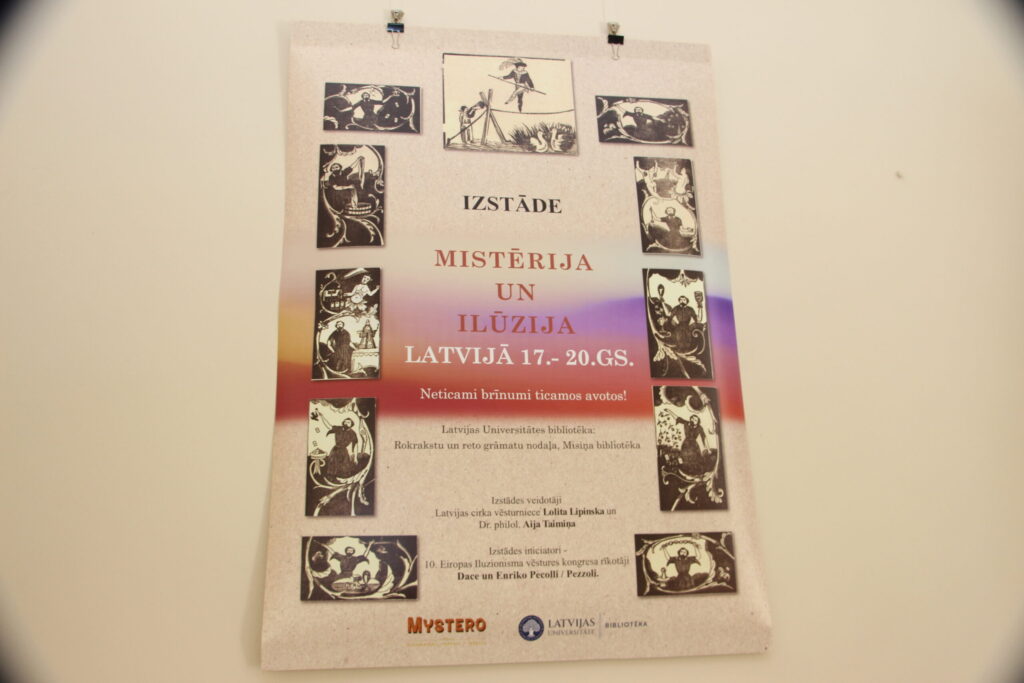 IZSTĀDE
MISTĒRIJA
UN
ILŪZIJA
LATVIJĀ 17.- 20.GS.
Neticami brīnumi ticamos avotos!
Latvijas Universitātes bibliotēka:
Rokrakstu un reto grāmatu nodaļa, Misiņa bibliotēka
Izstādes veidotāji
Latvijas cirka vēsturniece Lolita Lipinska un
Dr. philol. Aija Taimiņa
Izstādes iniciatori -
10. Eiropas Iluzionisma vēstures kongresa rīkotāji
Dace un Enriko Pecolli / Pezzoli.
MYSTERO
LATVIJAS
UNIVERSITĀTE
BIBLIOTĒKA